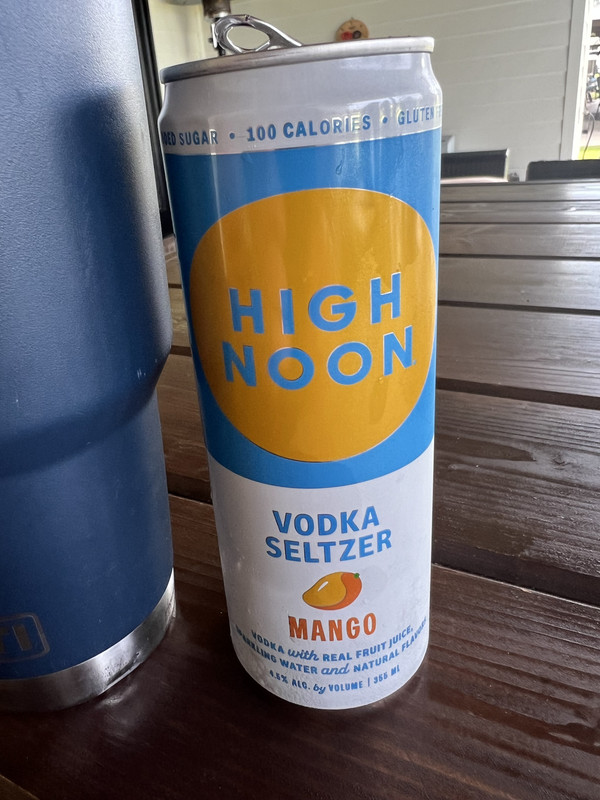 SUGAR • 100 CALORIES • GLUTEN
HIGH
NOON
VODKA
SELTZER
MANGO
VODKA with REAL FRUIT JUICE,
SPARKLING WATER and NATURAL FLAVORS
4.5% ALC. by VOLUME | 355 ML